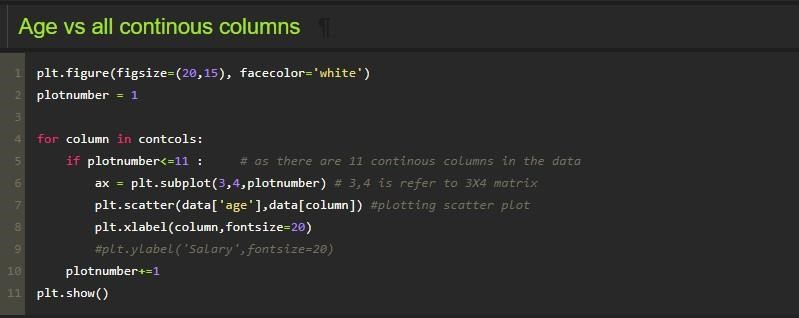 Age vs all continous columns ¶
1 plt.figure(figsize=(20,15), facecolor='white')
2 plotnumber = 1
3
4 for column in contcols:
5     if plotnumber<=11 :     # as there are 11 continous columns in the data
6         ax = plt.subplot(3,4,plotnumber) # 3,4 is refer to 3X4 matrix
7         plt.scatter(data['age'],data[column]) #plotting scatter plot
8         plt.xlabel(column,fontsize=20)
9         #plt.ylabel('Salary',fontsize=20)
10     plotnumber+=1
11 plt.show()